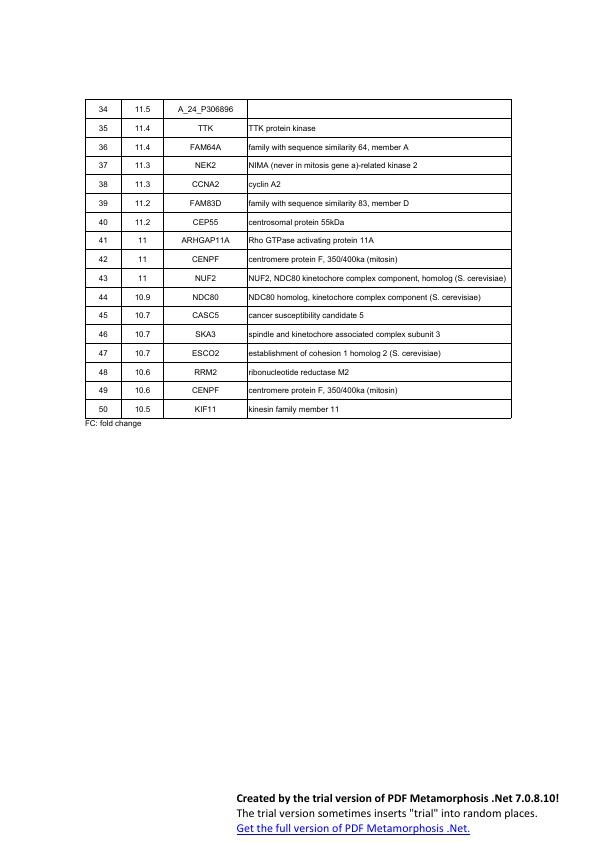 34 11.5 A_24_P306896
35 11.4 TTK TTK protein kinase
36 11.4 FAM64A family with sequence similarity 64, member A
37 11.3 NEK2 NIMA (never in mitosis gene a)-related kinase 2
38 11.3 CCNA2 cyclin A2
39 11.2 FAM83D family with sequence similarity 83, member D
40 11.2 CEP55 centrosomal protein 55kDa
41 11 ARHGAP11A Rho GTPase activating protein 11A
42 11 CENPF centromere protein F, 350/400ka (mitosin)
43 11 NUF2 NUF2, NDC80 kinetochore complex component, homolog (S. cerevisiae)
44 10.9 NDC80 NDC80 homolog, kinetochore complex component (S. cerevisiae)
45 10.7 CASC5 cancer susceptibility candidate 5
46 10.7 SKA3 spindle and kinetochore associated complex subunit 3
47 10.7 ESCO2 establishment of cohesion 1 homolog 2 (S. cerevisiae)
48 10.6 RRM2 ribonucleotide reductase M2
49 10.6 CENPF centromere protein F, 350/400ka (mitosin)
50 10.5 KIF11 kinesin family member 11
FC: fold change
Created by the trial version of PDF Metamorphosis .Net 7.0.8.10!
The trial version sometimes inserts "trial" into random places.
Get the full version of PDF Metamorphosis .Net.